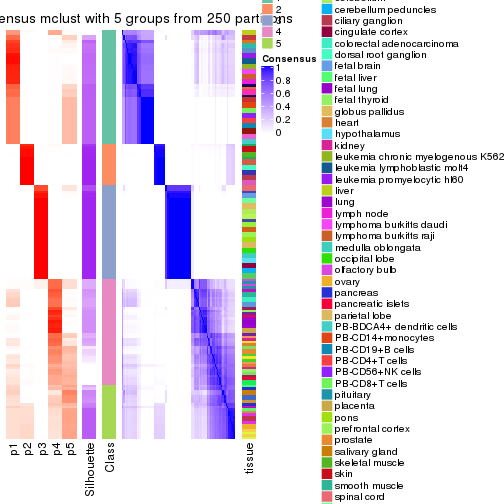 ensus mclust with 5 groups from 250 part
ns
2
4
5
Consensus
1
0.8
0.6
0.4
0.2
0
p1
p2
p3
p4
p5
Silhouette
Class
tissue
cerebellum peduncles
ciliary ganglion
cingulate cortex
colorectal adenocarcinoma
dorsal root ganglion
fetal brain
fetal liver
fetal lung
fetal thyroid
globus pallidus
heart
hypothalamus
kidney
leukemia chronic myelogenous K562
leukemia lymphoblastic molt4
leukemia promyelocytic hl60
liver
lung
lymph node
lymphoma burkitts daudi
lymphoma burkitts raji
medulla oblongata
occipital lobe
olfactory bulb
ovary
pancreas
pancreatic islets
parietal lobe
PB-BDCA4+ dendritic cells
PB-CD14+monocytes
PB-CD19+B cells
PB-CD4+T cells
PB-CD56+NK cells
PB-CD8+T cells
pituitary
placenta
pons
prefrontal cortex
prostate
salivary gland
skeletal muscle
skin
smooth muscle
spinal cord